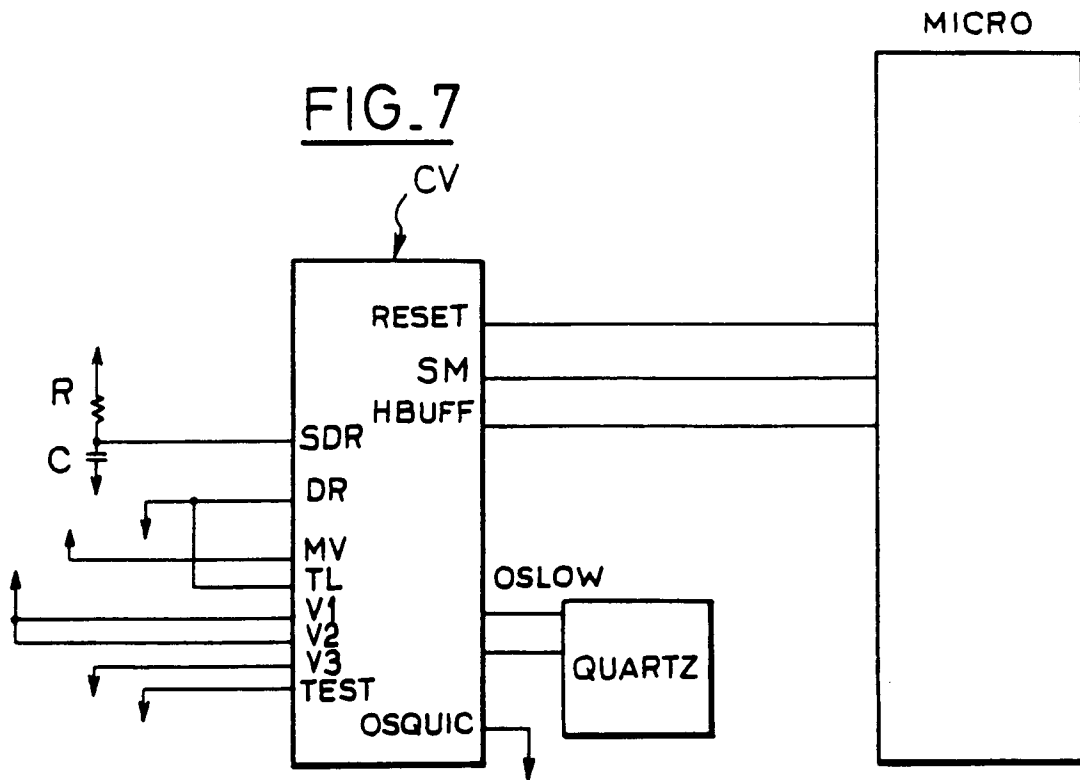 MICRO
FIG_7
CV
RESET
SM
HBUFF
R
C
SDR
DR
MV
TL
V1
V2
V3
TEST
OSLOW
QUARTZ
OSQUIC